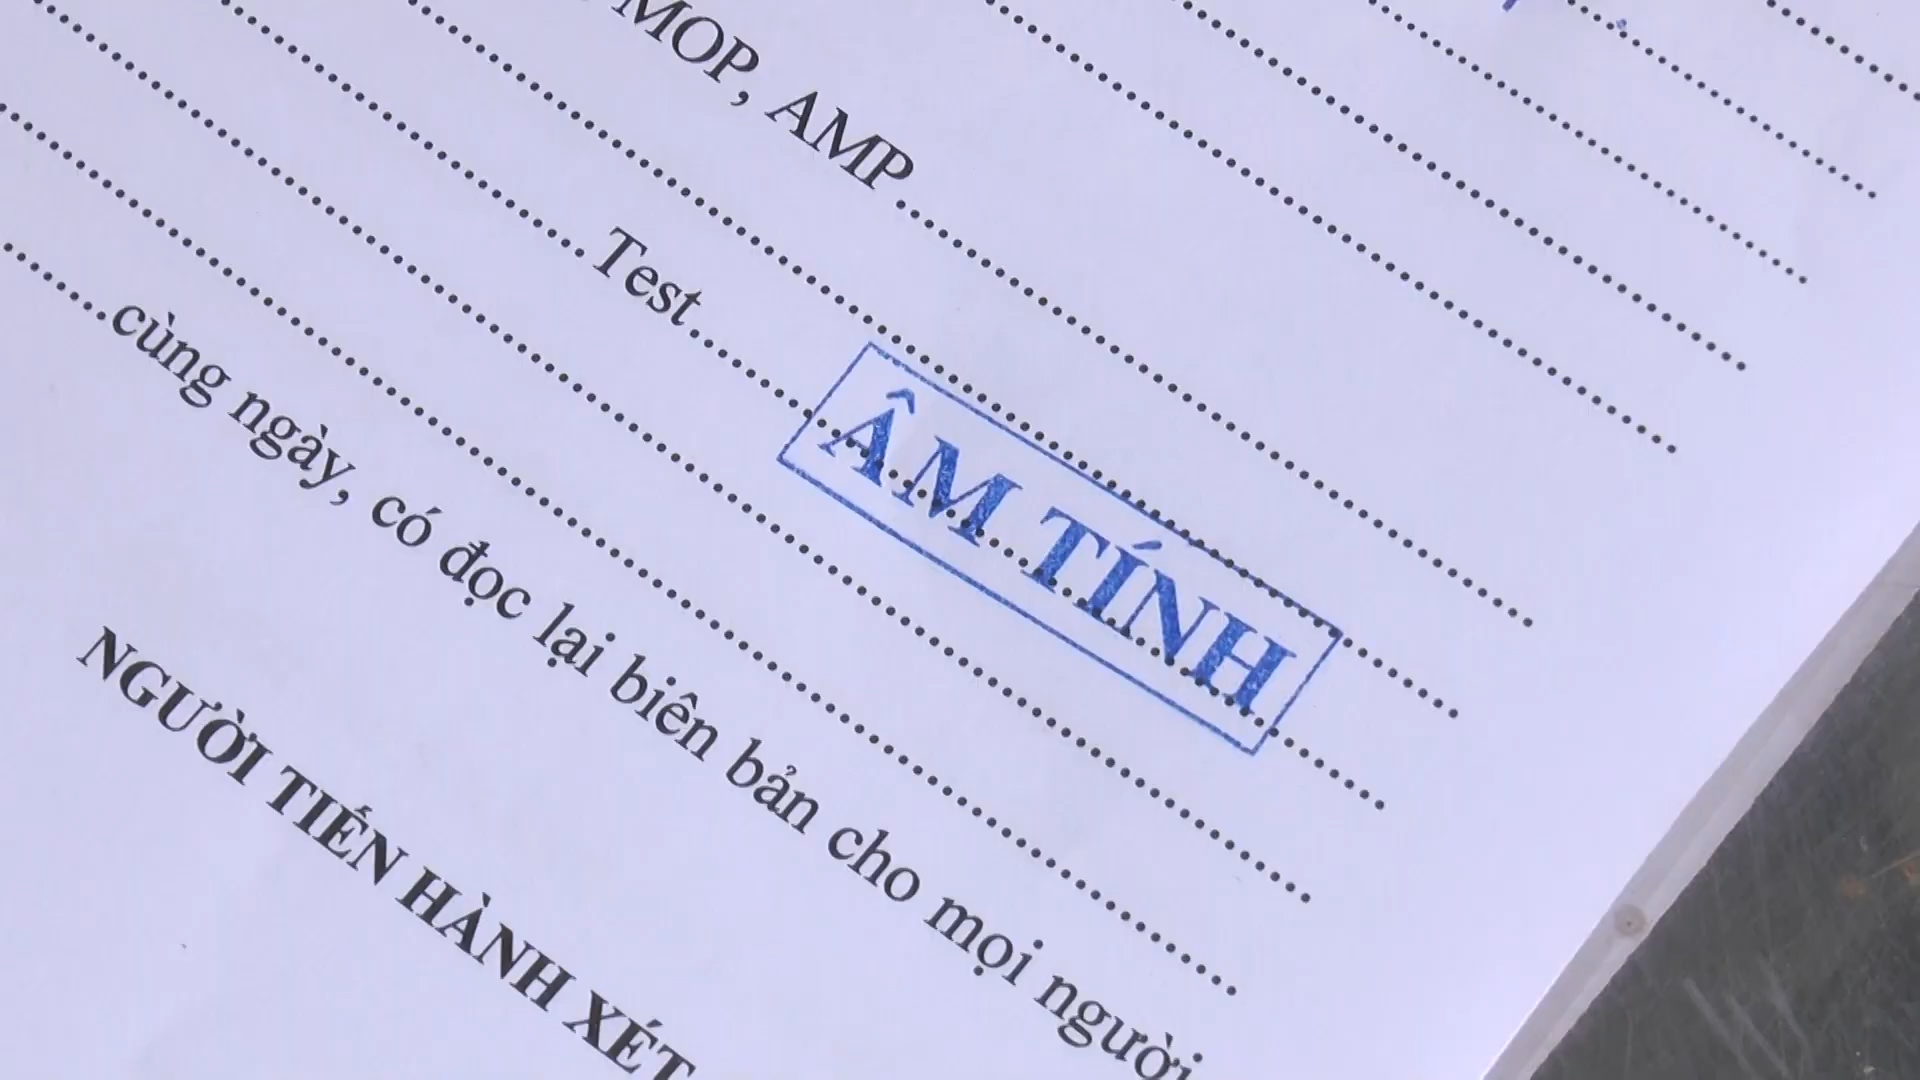 MOP, AMP
Test
ÂM TÍNH
cùng ngày, có đọc lại biên bản cho mọi người
NGƯỜI TIẾN HÀNH XÉT